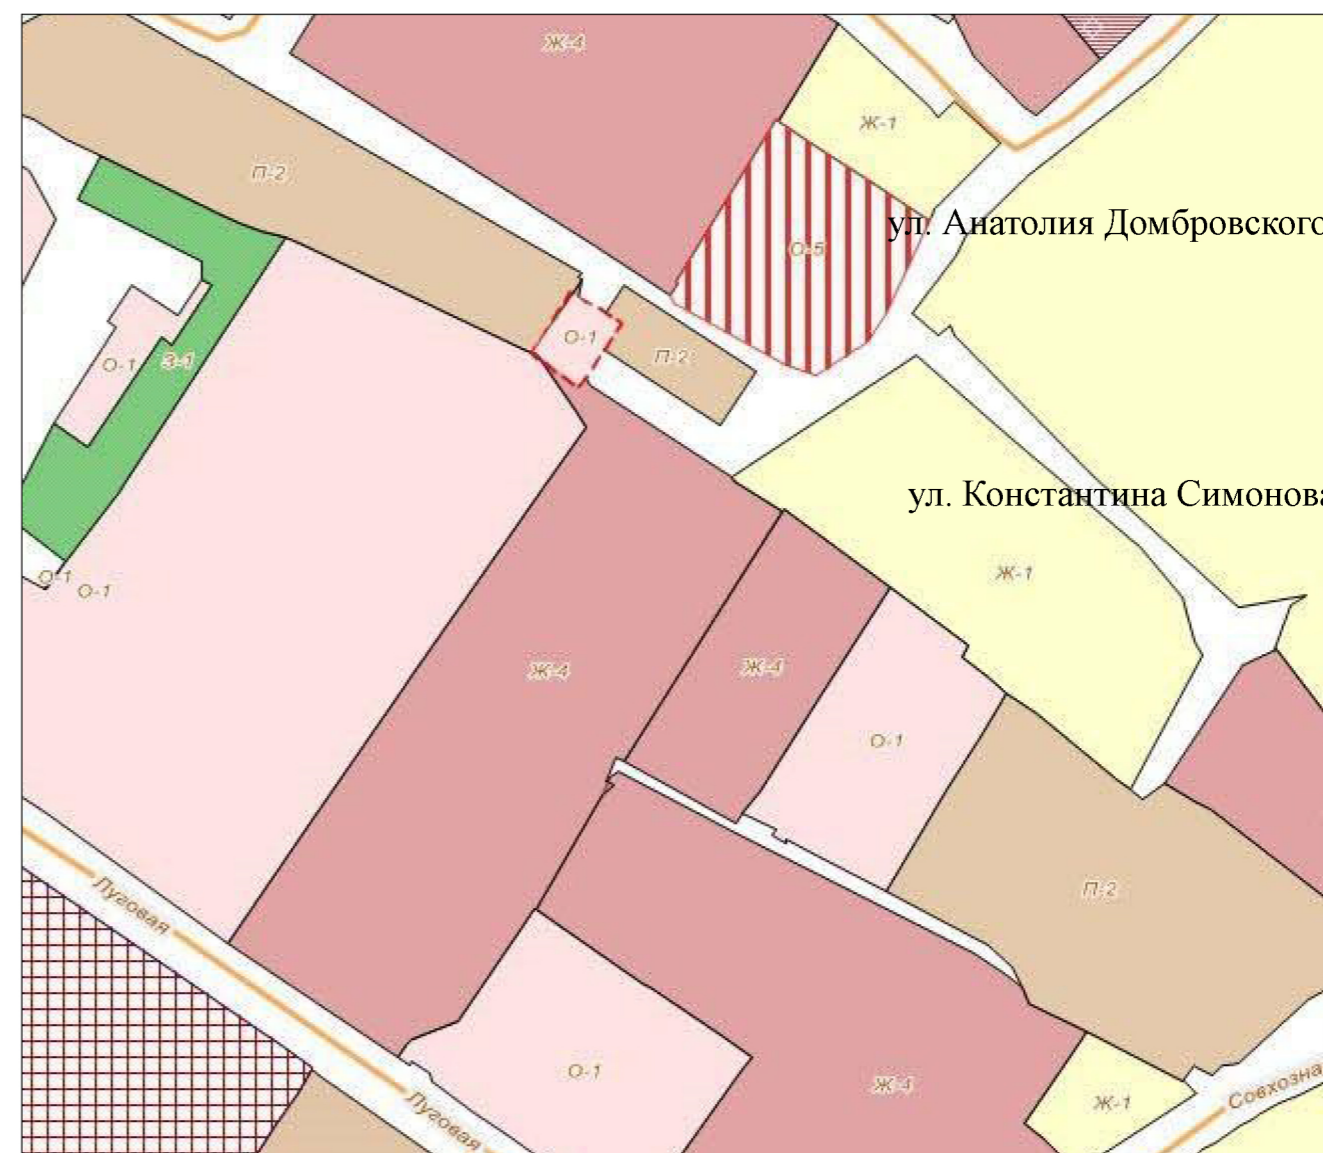 Ж-4
Ж-1
П-2
ул. Анатолия Домбровского
О-5
О-1
П-2
О-1
З-1
ул. Константина Симонова
Ж-1
О-1
О-1
Ж-4
Ж-4
О-1
Луговая
П-2
О-1
Ж-4
Совхозна
Ж-1
Луговая